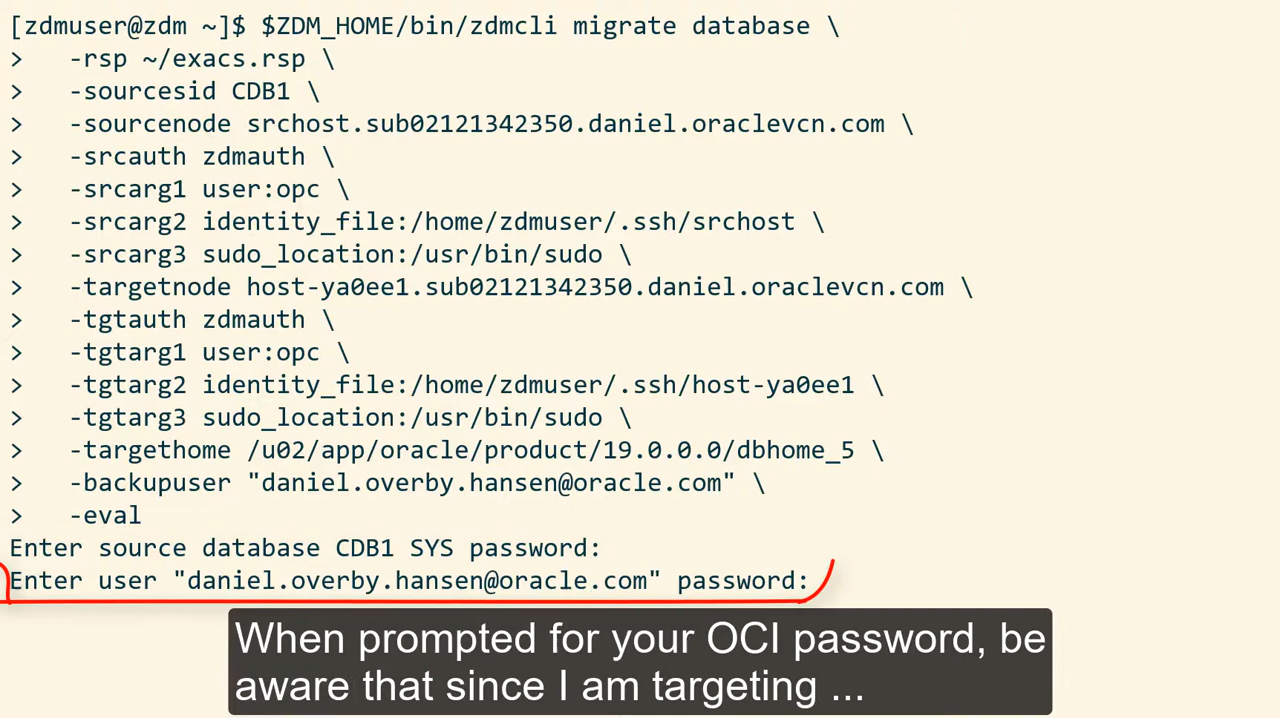 [zdmuser@zdm ~]$ $ZDM_HOME/bin/zdmcli migrate database \
>   -rsp ~/exacs.rsp \
>   -sourcesid CDB1 \
>   -sourcenode srchost.sub02121342350.daniel.oraclevcn.com \
>   -srcauth zdmauth \
>   -srcarg1 user:opc \
>   -srcarg2 identity_file:/home/zdmuser/.ssh/srchost \
>   -srcarg3 sudo_location:/usr/bin/sudo \
>   -targetnode host-ya0ee1.sub02121342350.daniel.oraclevcn.com \
>   -tgtauth zdmauth \
>   -tgtarg1 user:opc \
>   -tgtarg2 identity_file:/home/zdmuser/.ssh/host-ya0ee1 \
>   -tgtarg3 sudo_location:/usr/bin/sudo \
>   -targethome /u02/app/oracle/product/19.0.0.0/dbhome_5 \
>   -backupuser "daniel.overby.hansen@oracle.com" \
>   -eval
Enter source database CDB1 SYS password:
Enter user "daniel.overby.hansen@oracle.com" password:
When prompted for your OCI password, be
aware that since I am targeting ...